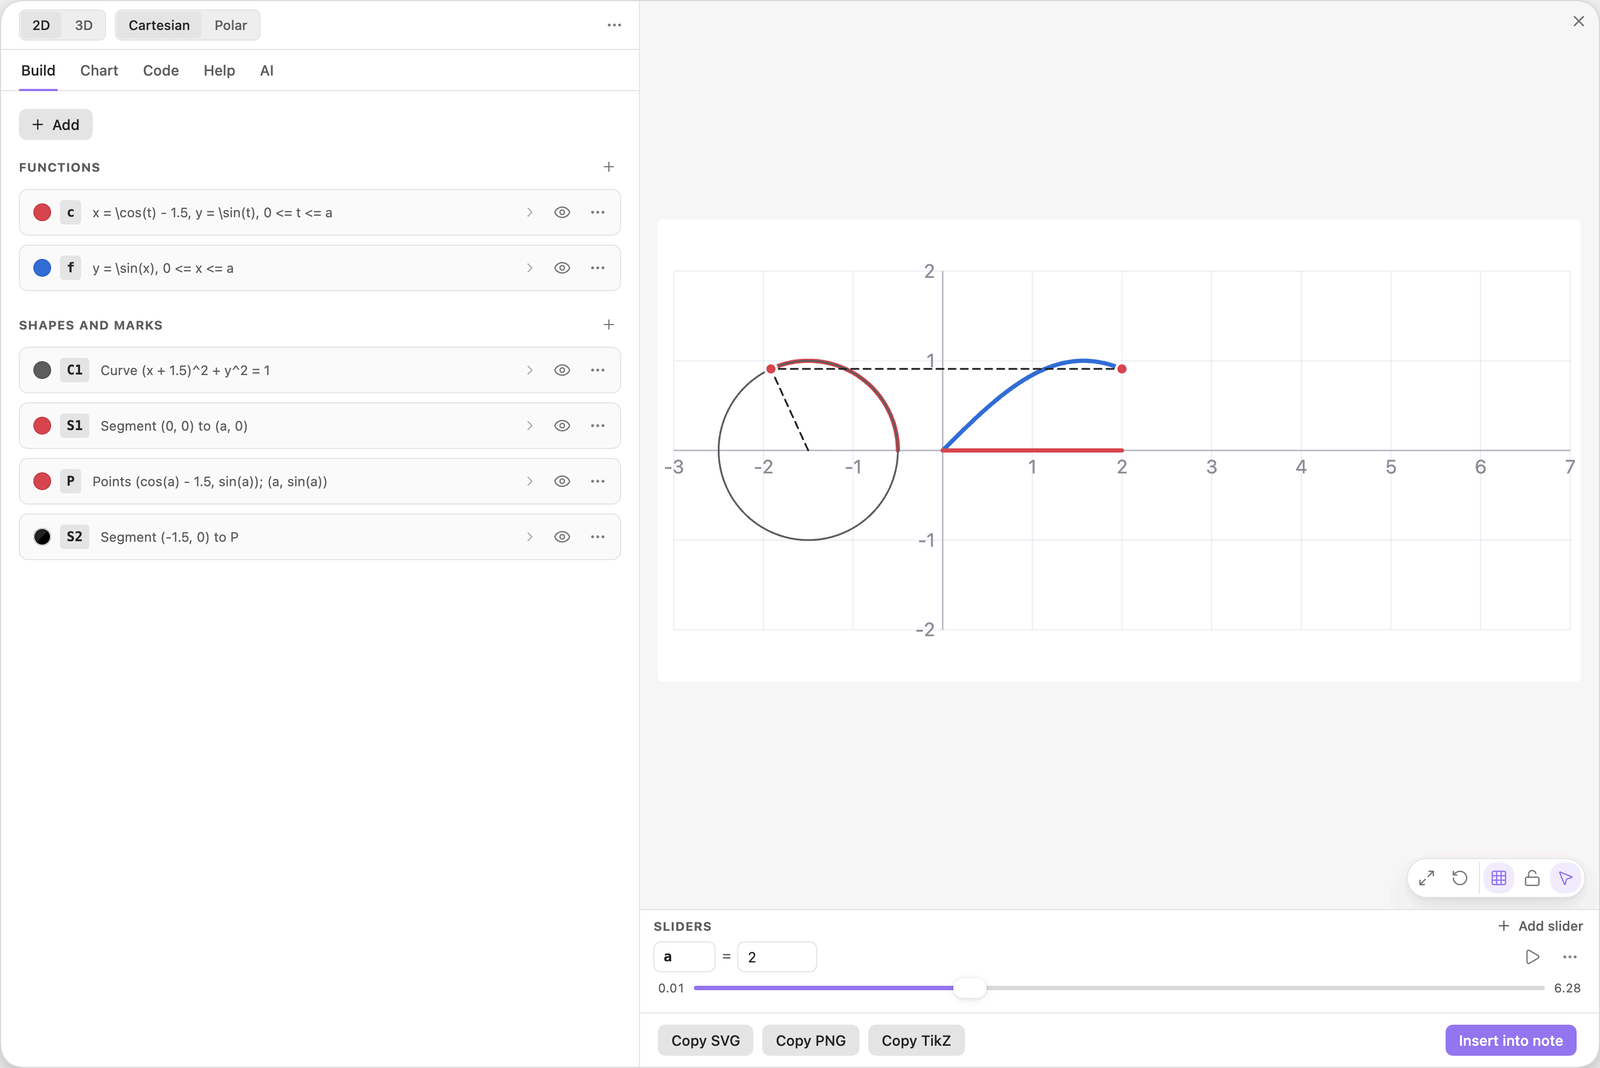 2D 3D Cartesian Polar
Build Chart Code Help AI
+ Add
FUNCTIONS
c x = \cos(t) - 1.5, y = \sin(t), 0 <= t <= a
f y = \sin(x), 0 <= x <= a
SHAPES AND MARKS
C1 Curve (x + 1.5)^2 + y^2 = 1
S1 Segment (0, 0) to (a, 0)
P Points (cos(a) - 1.5, sin(a)); (a, sin(a))
S2 Segment (-1.5, 0) to P
2
1
-3 -2 -1 1 2 3 4 5 6 7
-1
-2
SLIDERS + Add slider
a = 2
0.01 6.28
Copy SVG Copy PNG Copy TikZ Insert into note